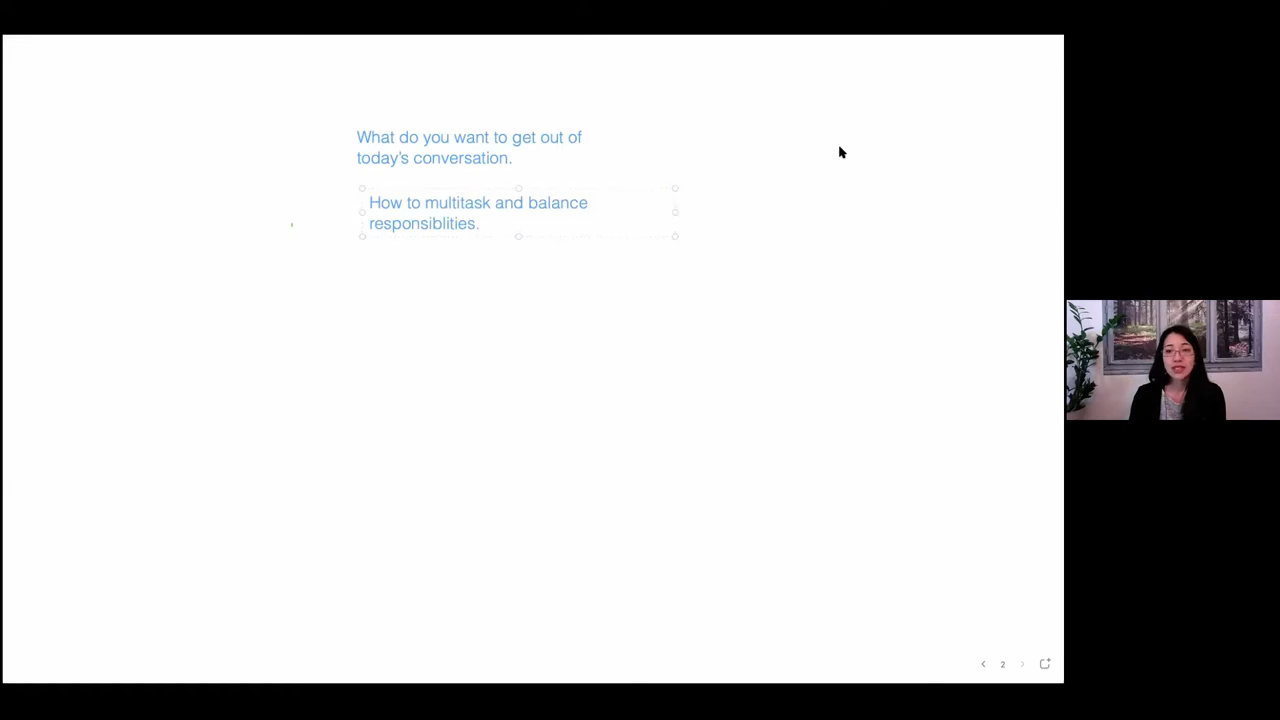 What do you want to get out of
today's conversation.
How to multitask and balance
responsiblities.
2